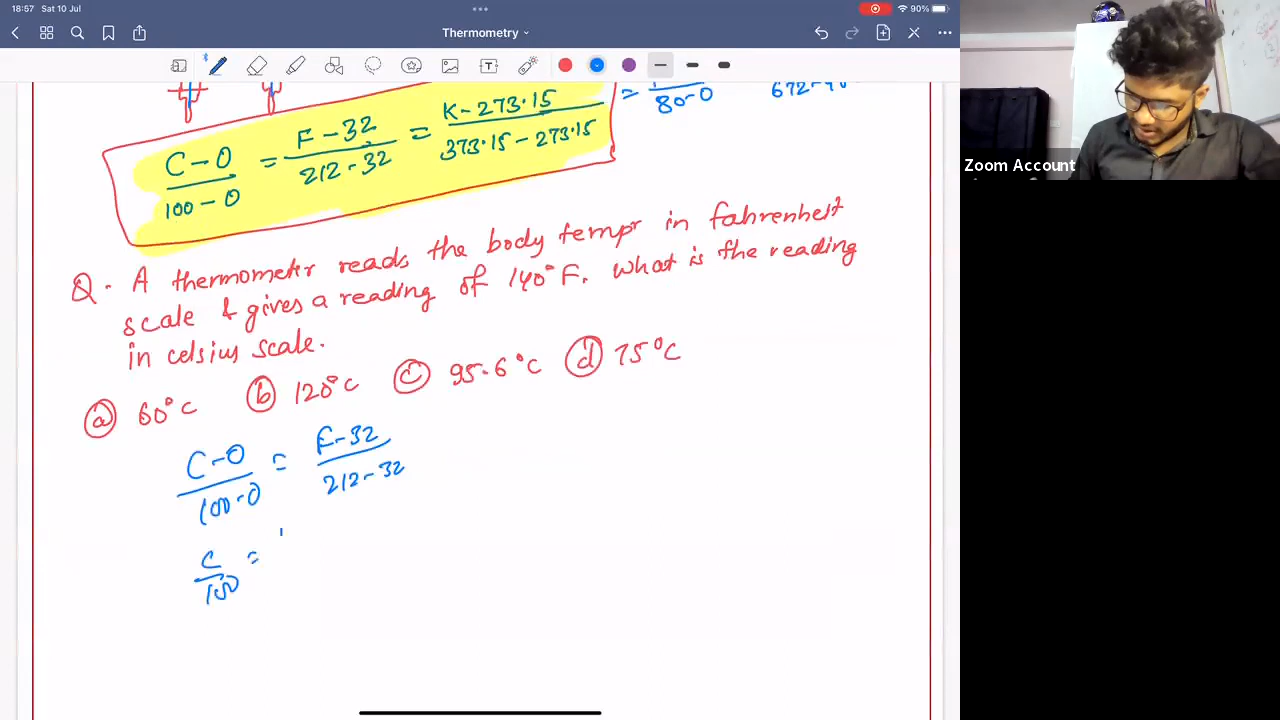 18:57 Sat 10 Jul
90%
Thermometry
T
80-0
C-0/100-0 = F-32/212-32 = K-273.15/373.15-273.15 =
Q. A thermometer reads the body tempr in fahrenheit
scale & gives a reading of 140°F. What is the reading
in celsius scale.
(a) 60°C (b) 120°C (c) 95.6°C (d) 75°C
C-0/100-0 = F-32/212-32
C/100 =
Zoom Account